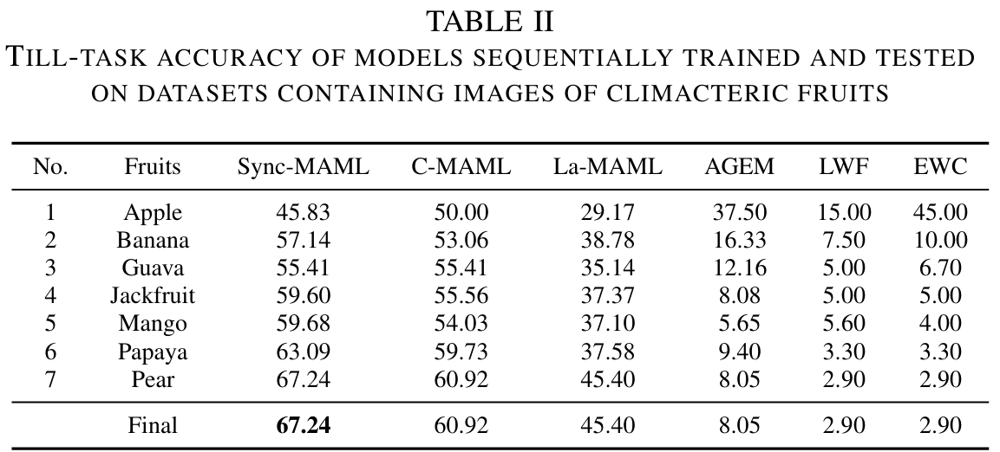 TABLE II
TILL-TASK ACCURACY OF MODELS SEQUENTIALLY TRAINED AND TESTED
ON DATASETS CONTAINING IMAGES OF CLIMACTERIC FRUITS
No. Fruits Sync-MAML C-MAML La-MAML AGEM LWF EWC
1 Apple 45.83 50.00 29.17 37.50 15.00 45.00
2 Banana 57.14 53.06 38.78 16.33 7.50 10.00
3 Guava 55.41 55.41 35.14 12.16 5.00 6.70
4 Jackfruit 59.60 55.56 37.37 8.08 5.00 5.00
5 Mango 59.68 54.03 37.10 5.65 5.60 4.00
6 Papaya 63.09 59.73 37.58 9.40 3.30 3.30
7 Pear 67.24 60.92 45.40 8.05 2.90 2.90
Final 67.24 60.92 45.40 8.05 2.90 2.90